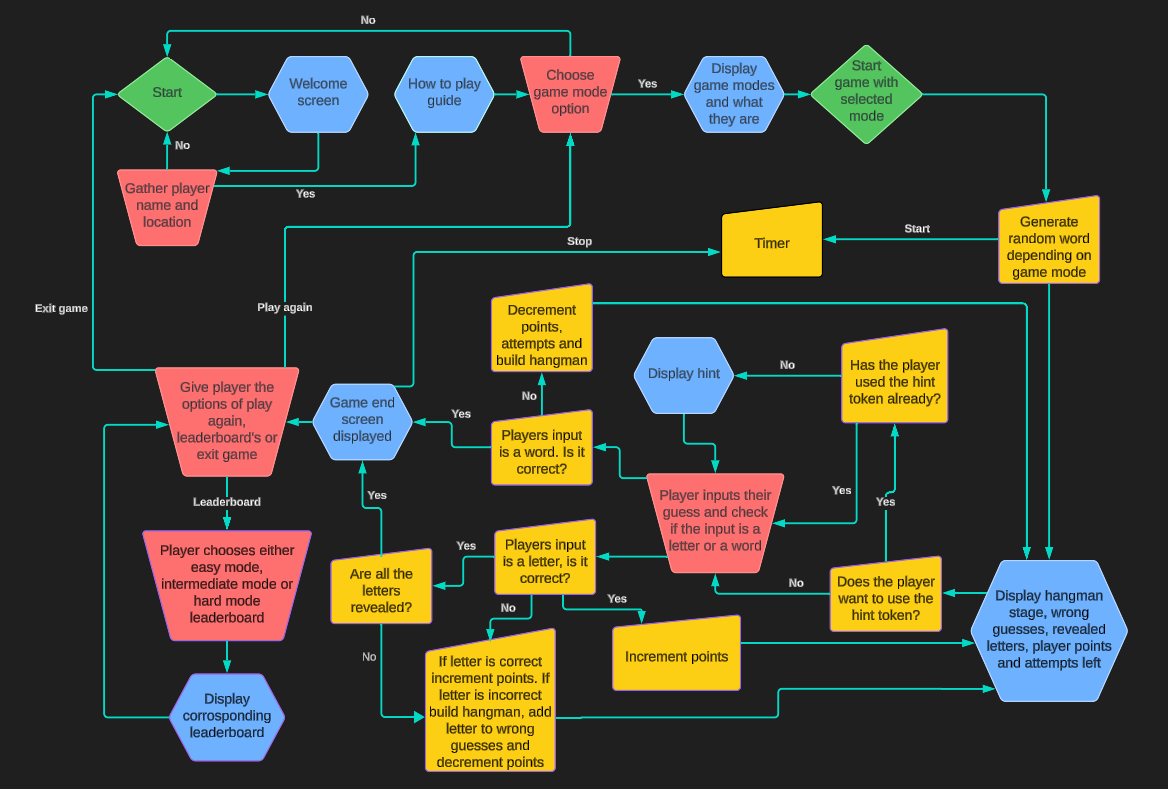 No
Start
Welcome
screen
How to play
guide
Choose
game mode
option
Yes
Display
game modes
and what
they are
Start
game with
selected
mode
No
Gather player
name and
location
Yes
Generate
random word
depending on
game mode
Start
Timer
Stop
Exit game
Play again
Decrement
points,
attempts and
build hangman
Display hint
No
Has the player
used the hint
token already?
Give player the
options of play
again,
leaderboard's or
exit game
Game end
screen
displayed
Yes
No
Players input
is a word. Is it
correct?
Player inputs their
guess and check
if the input is a
letter or a word
Yes
Yes
Leaderboard
Yes
Player chooses either
easy mode,
intermediate mode or
hard mode
leaderboard
Are all the
letters
revealed?
Yes
Players input
is a letter, is it
correct?
No
Does the player
want to use the
hint token?
Display hangman
stage, wrong
guesses, revealed
letters, player points
and attempts left
No
Yes
No
If letter is correct
increment points. If
letter is incorrect
build hangman, add
letter to wrong
guesses and
decrement points
Increment points
Display
corrosponding
leaderboard